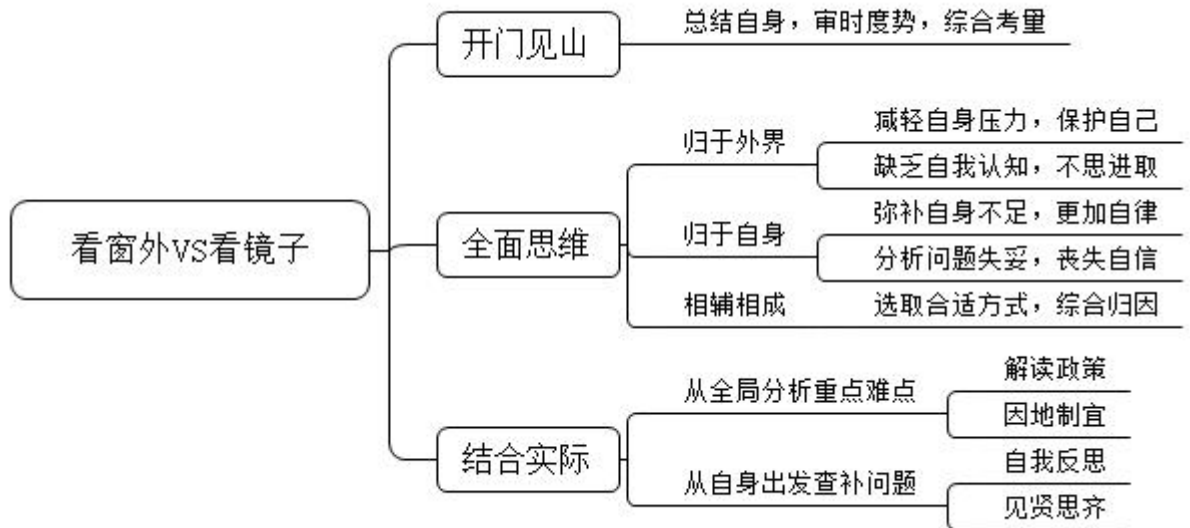 看窗外VS看镜子
开门见山
总结自身，审时度势，综合考量
全面思维
归于外界
减轻自身压力，保护自己
缺乏自我认知，不思进取
归于自身
弥补自身不足，更加自律
分析问题失妥，丧失自信
相辅相成
选取合适方式，综合归因
结合实际
从全局分析重点难点
解读政策
因地制宜
从自身出发查补问题
自我反思
见贤思齐